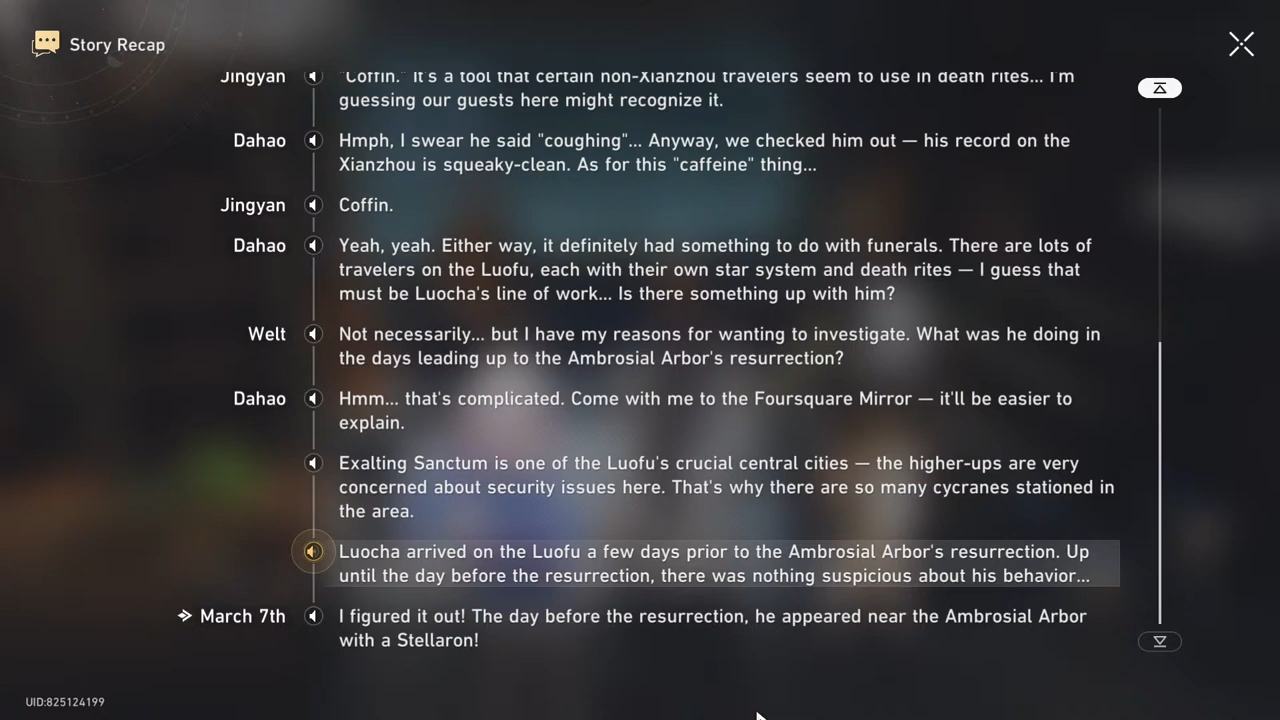 Story Recap
Jingyan
"Coffin." It's a tool that certain non-Xianzhou travelers seem to use in death rites... I'm
guessing our guests here might recognize it.
Dahao
Hmph, I swear he said "coughing"... Anyway, we checked him out — his record on the
Xianzhou is squeaky-clean. As for this "caffeine" thing...
Jingyan
Coffin.
Dahao
Yeah, yeah. Either way, it definitely had something to do with funerals. There are lots of
travelers on the Luofu, each with their own star system and death rites — I guess that
must be Luocha's line of work... Is there something up with him?
Welt
Not necessarily... but I have my reasons for wanting to investigate. What was he doing in
the days leading up to the Ambrosial Arbor's resurrection?
Dahao
Hmm... that's complicated. Come with me to the Foursquare Mirror — it'll be easier to
explain.
Exalting Sanctum is one of the Luofu's crucial central cities — the higher-ups are very
concerned about security issues here. That's why there are so many cycranes stationed in
the area.
Luocha arrived on the Luofu a few days prior to the Ambrosial Arbor's resurrection. Up
until the day before the resurrection, there was nothing suspicious about his behavior...
March 7th
I figured it out! The day before the resurrection, he appeared near the Ambrosial Arbor
with a Stellaron!
UID:825124199